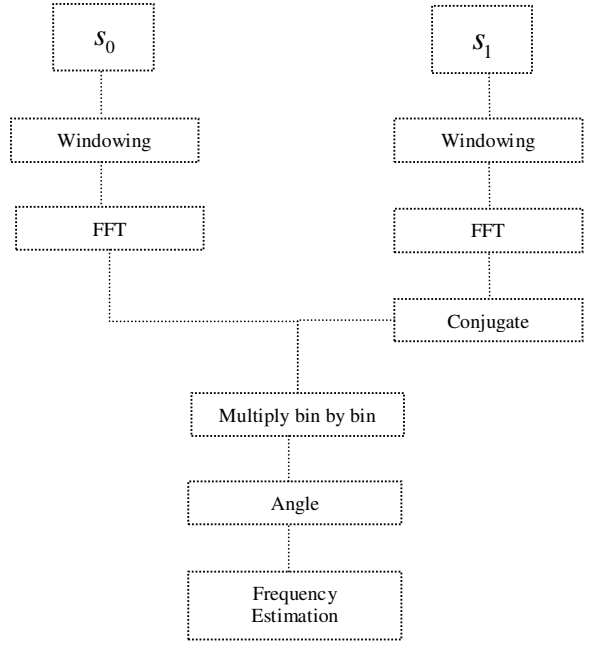 s0
s1
Windowing
Windowing
FFT
FFT
Conjugate
Multiply bin by bin
Angle
Frequency
Estimation